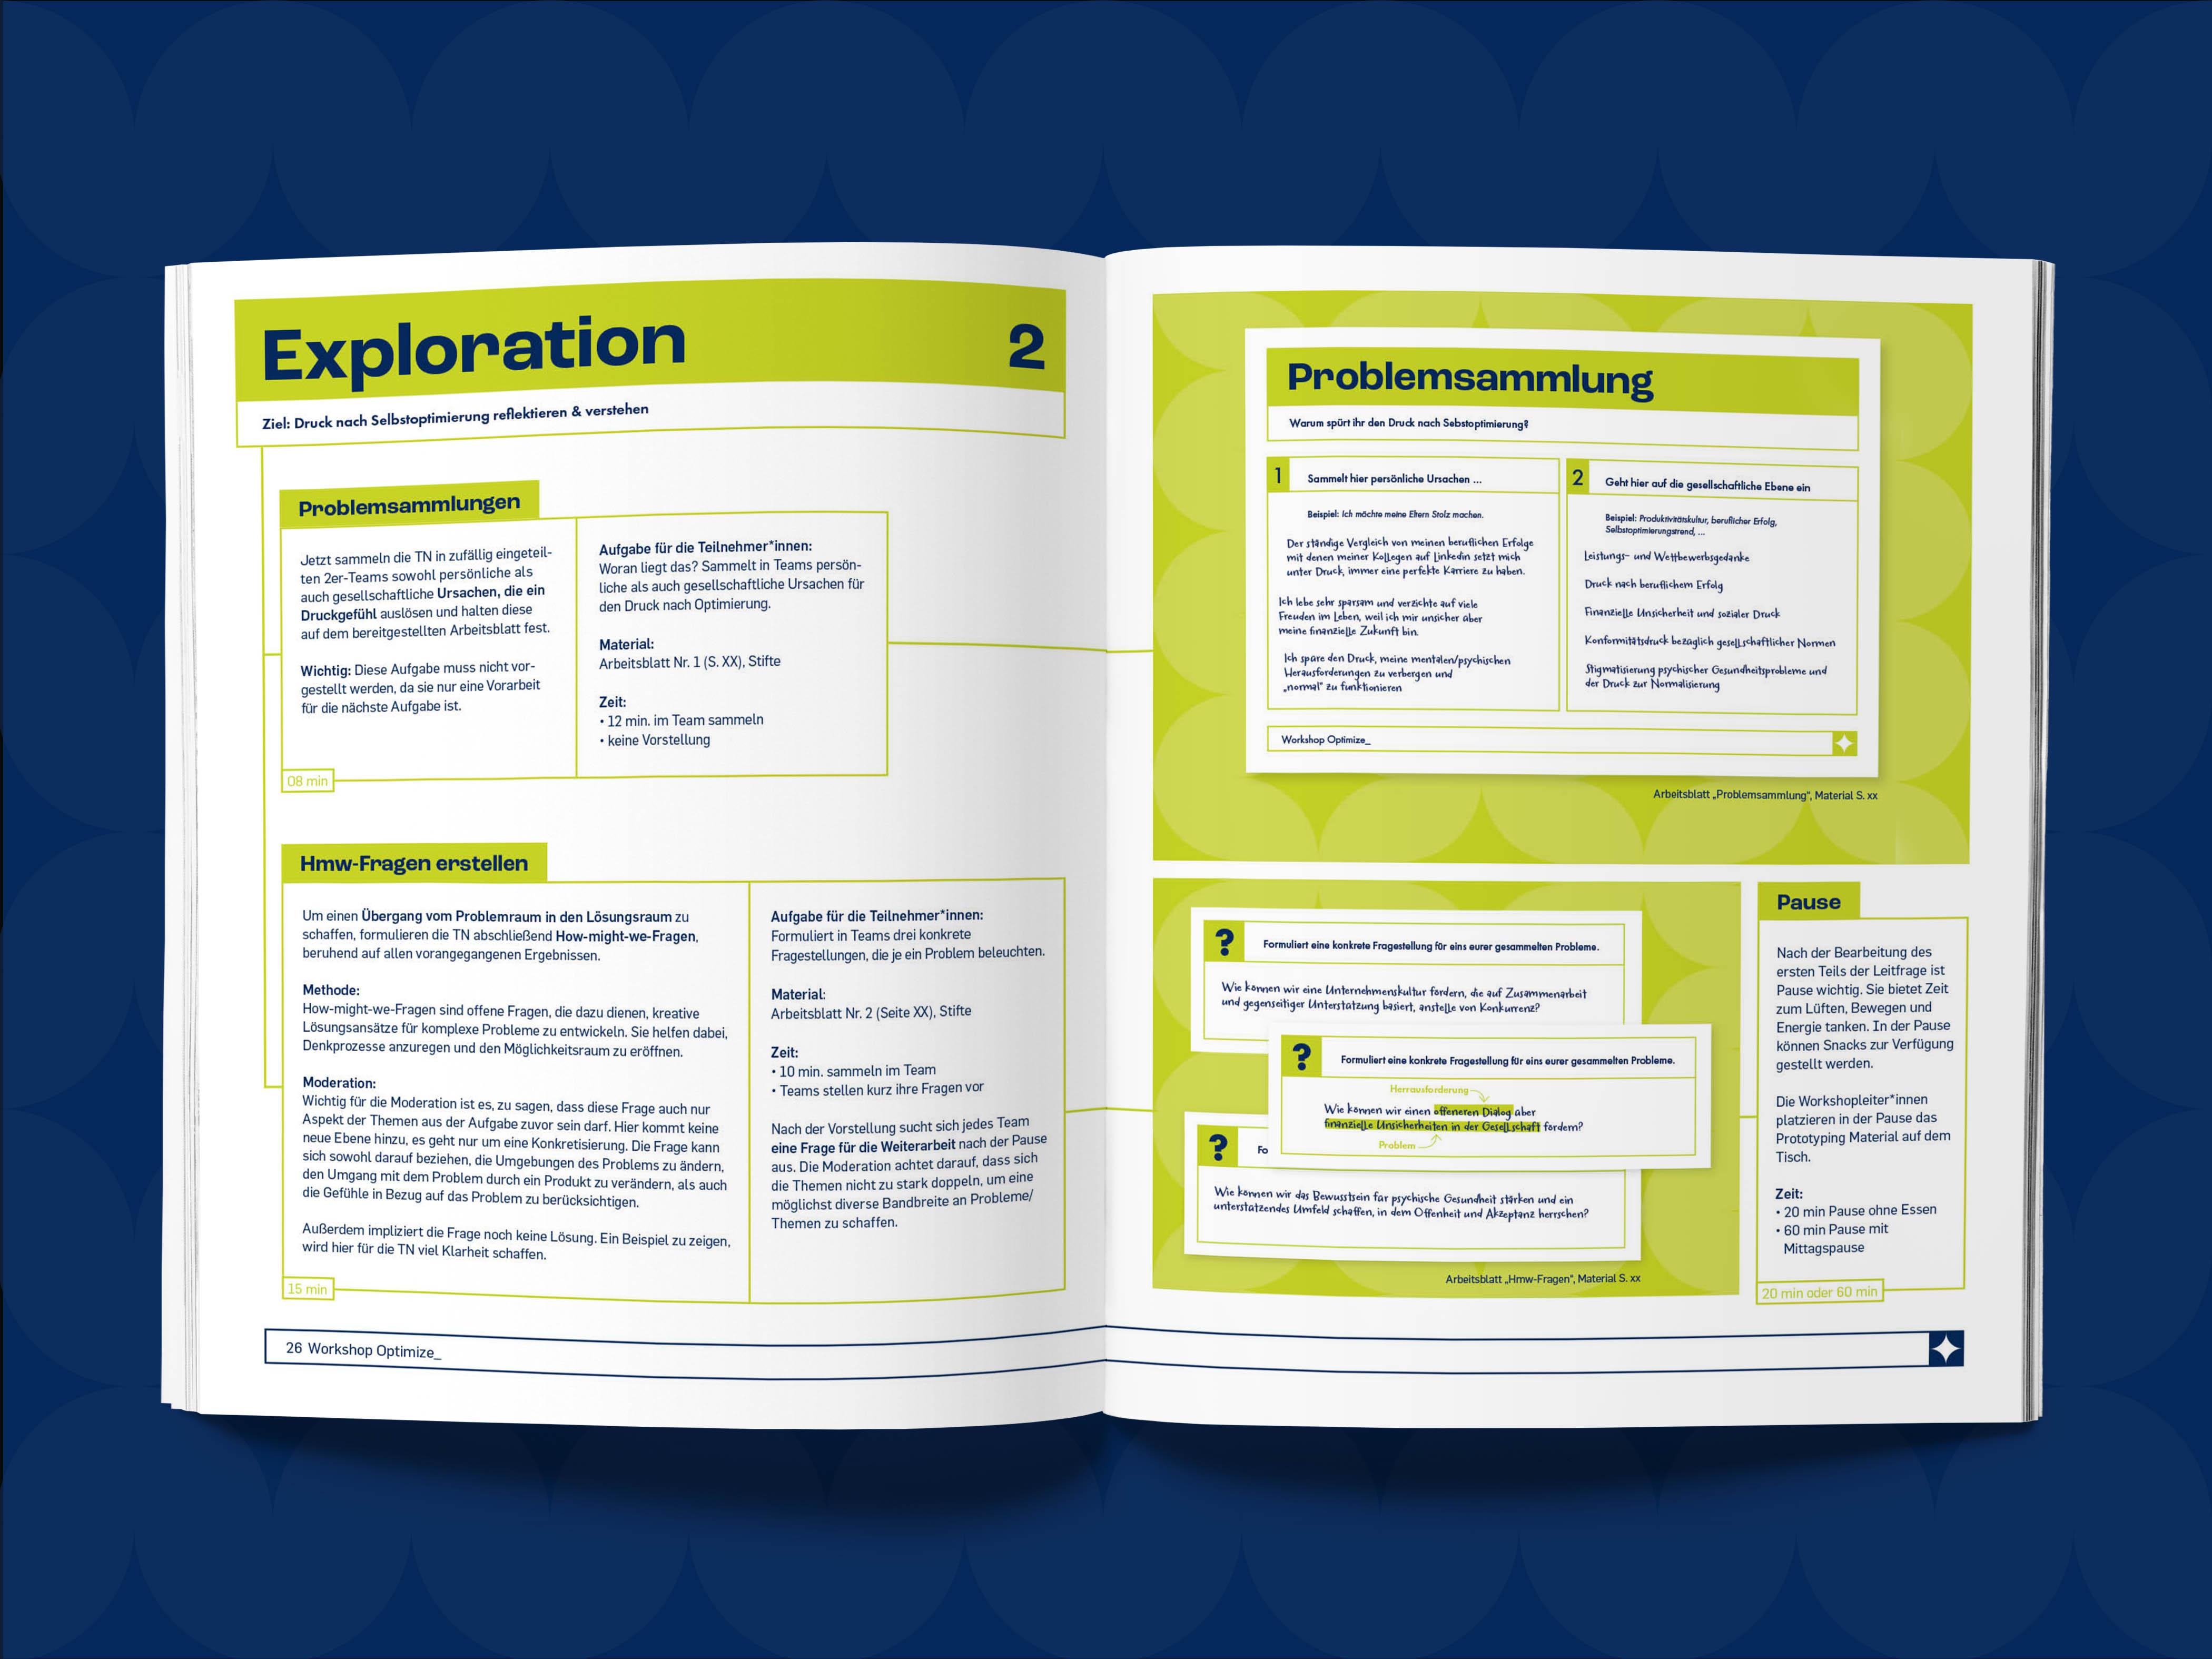 Exploration
2
Ziel: Druck nach Selbstoptimierung reflektieren & verstehen
Problemsammlungen
Jetzt sammeln die TN in zufällig eingeteil-
ten 2er-Teams sowohl persönliche als
auch gesellschaftliche Ursachen, die ein
Druckgefühl auslösen und halten diese
auf dem bereitgestellten Arbeitsblatt fest.
Wichtig: Diese Aufgabe muss nicht vor-
gestellt werden, da sie nur eine Vorarbeit
für die nächste Aufgabe ist.
08 min
Aufgabe für die Teilnehmer*innen:
Woran liegt das? Sammelt in Teams persön-
liche als auch gesellschaftliche Ursachen für
den Druck nach Optimierung.
Material:
Arbeitsblatt Nr. 1 (S. XX), Stifte
Zeit:
• 12 min. im Team sammeln
• keine Vorstellung
Hmw-Fragen erstellen
Um einen Übergang vom Problemraum in den Lösungsraum zu
schaffen, formulieren die TN abschließend How-might-we-Fragen,
beruhend auf allen vorangegangenen Ergebnissen.
Methode:
How-might-we-Fragen sind offene Fragen, die dazu dienen, kreative
Lösungsansätze für komplexe Probleme zu entwickeln. Sie helfen dabei,
Denkprozesse anzuregen und den Möglichkeitsraum zu eröffnen.
Moderation:
Wichtig für die Moderation ist es, zu sagen, dass diese Frage auch nur
Aspekt der Themen aus der Aufgabe zuvor sein darf. Hier kommt keine
neue Ebene hinzu, es geht nur um eine Konkretisierung. Die Frage kann
sich sowohl darauf beziehen, die Umgebungen des Problems zu ändern,
den Umgang mit dem Problem durch ein Produkt zu verändern, als auch
die Gefühle in Bezug auf das Problem zu berücksichtigen.
Außerdem impliziert die Frage noch keine Lösung. Ein Beispiel zu zeigen,
wird hier für die TN viel Klarheit schaffen.
15 min
Aufgabe für die Teilnehmer*innen:
Formuliert in Teams drei konkrete
Fragestellungen, die je ein Problem beleuchten.
Material:
Arbeitsblatt Nr. 2 (Seite XX), Stifte
Zeit:
• 10 min. sammeln im Team
• Teams stellen kurz ihre Fragen vor
Nach der Vorstellung sucht sich jedes Team
eine Frage für die Weiterarbeit nach der Pause
aus. Die Moderation achtet darauf, dass sich
die Themen nicht zu stark doppeln, um eine
möglichst diverse Bandbreite an Probleme/
Themen zu schaffen.
26 Workshop Optimize_
Problemsammlung
Warum spürt ihr den Druck nach Sebstoptimierung?
1
Sammelt hier persönliche Ursachen ...
Beispiel: Ich möchte meine Eltern Stolz machen.
Der ständige Vergleich von meinen beruflichen Erfolge
mit denen meiner Kollegen auf Linkedin setzt mich
unter Druck, immer eine perfekte Karriere zu haben.
Ich lebe sehr sparsam und verzichte auf viele
Freuden im Leben, weil ich mir unsicher über
meine finanzielle Zukunft bin.
Ich spüre den Druck, meine mentalen/psychischen
Herausforderungen zu verbergen und
„normal“ zu funktionieren
2
Geht hier auf die gesellschaftliche Ebene ein
Beispiel: Produktivitätskultur, beruflicher Erfolg,
Selbstoptimierungstrend, ...
Leistungs- und Wettbewerbsgedanke
Druck nach beruflichem Erfolg
Finanzielle Unsicherheit und sozialer Druck
Konformitätsdruck bezüglich gesellschaftlicher Normen
Stigmatisierung psychischer Gesundheitsprobleme und
der Druck zur Normalisierung
Workshop Optimize_
Arbeitsblatt „Problemsammlung“, Material S. xx
?
Formuliert eine konkrete Fragestellung für eins eurer gesammelten Probleme.
Wie können wir eine Unternehmenskultur fördern, die auf Zusammenarbeit
und gegenseitiger Unterstützung basiert, anstelle von Konkurrenz?
?
Formuliert eine konkrete Fragestellung für eins eurer gesammelten Probleme.
Herrausforderung
Wie können wir einen offeneren Dialog über
finanzielle Unsicherheiten in der Gesellschaft fördern?
Problem
?
Fo
Wie können wir das Bewusstsein für psychische Gesundheit stärken und ein
unterstützendes Umfeld schaffen, in dem Offenheit und Akzeptanz herrschen?
Arbeitsblatt „Hmw-Fragen“, Material S. xx
Pause
Nach der Bearbeitung des
ersten Teils der Leitfrage ist
Pause wichtig. Sie bietet Zeit
zum Lüften, Bewegen und
Energie tanken. In der Pause
können Snacks zur Verfügung
gestellt werden.
Die Workshopleiter*innen
platzieren in der Pause das
Prototyping Material auf dem
Tisch.
Zeit:
• 20 min Pause ohne Essen
• 60 min Pause mit
Mittagspause
20 min oder 60 min